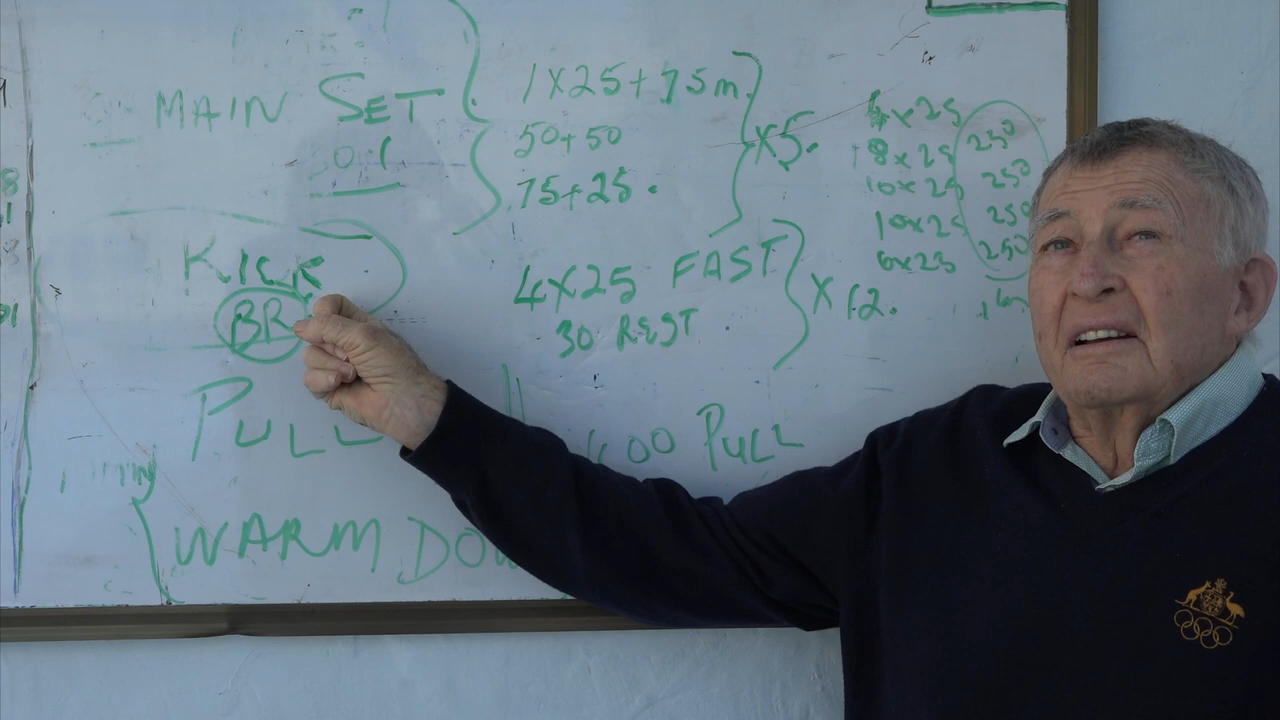 MAIN SET
1x25+75m
50+50
75+25.
x5.
KICK
BR
4x25 FAST
30 REST
x12.
PULL
400 PULL
WARM DOW
4x25
8x25
10x25
10x25
6x25
250
250
250
250